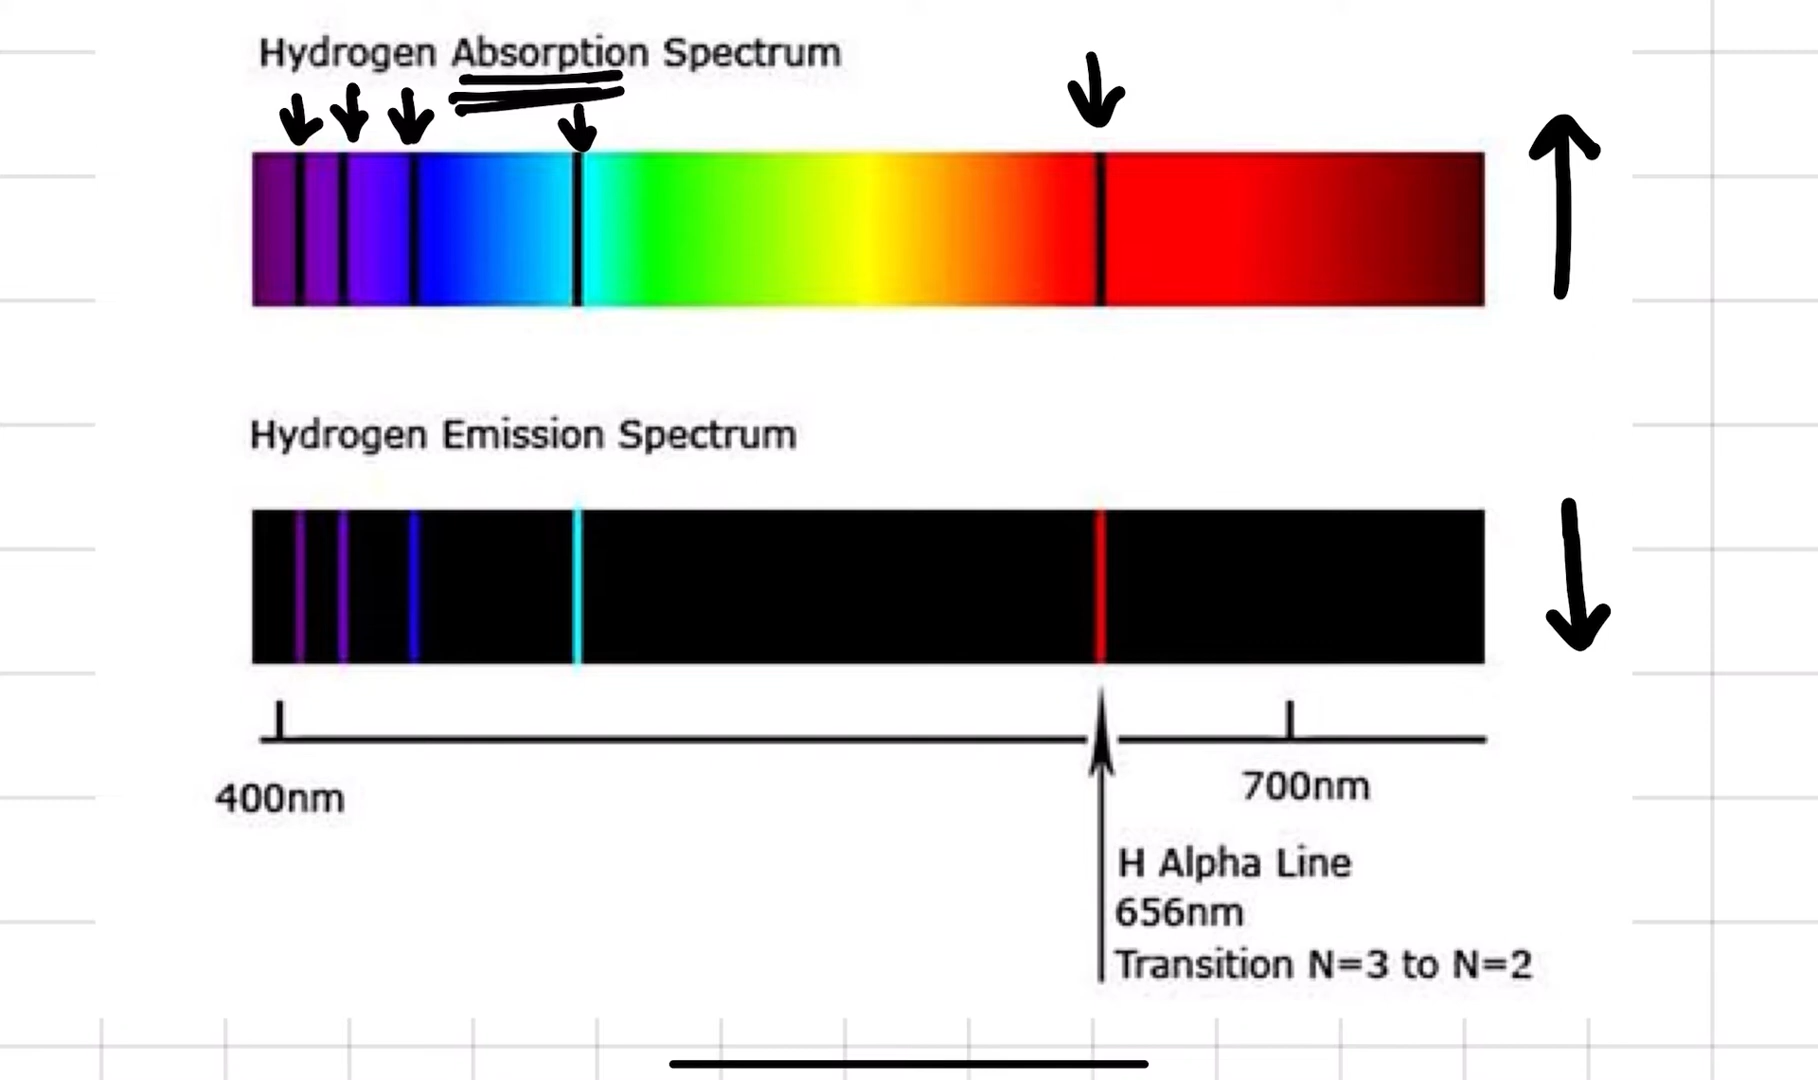 Hydrogen Absorption Spectrum
Hydrogen Emission Spectrum
400nm
700nm
H Alpha Line
656nm
Transition N=3 to N=2